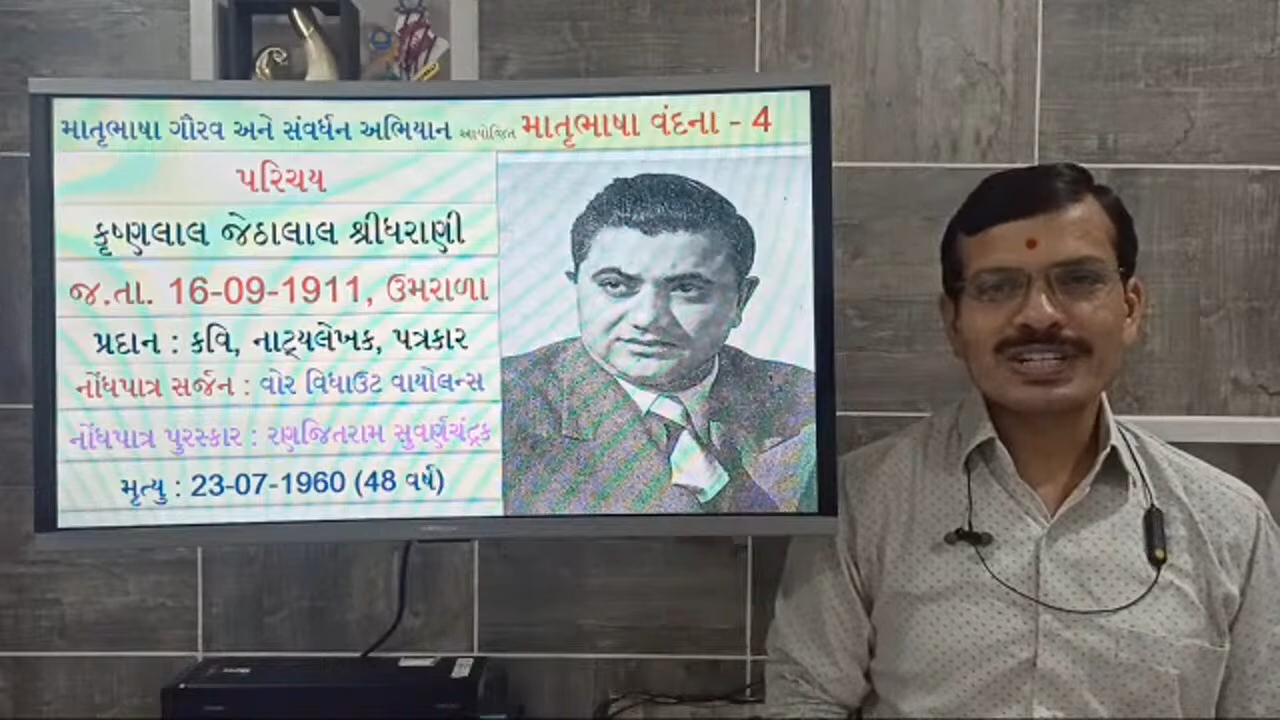 માતૃભાષા ગૌરવ અને સંવર્ધન અભિયાન આયોજિત માતૃભાષા વંદના - 4
પરિચય
કૃષ્ણલાલ જેઠાલાલ શ્રીધરાણી
જ.તા. 16-09-1911, ઉમરાળા
પ્રદાન : કવિ, નાટ્યલેખક, પત્રકાર
નોંધપાત્ર સર્જન : વોર વિધાઉટ વાયોલન્સ
નોંધપાત્ર પુરસ્કાર : રણજિતરામ સુવર્ણચંદ્રક
મૃત્યુ : 23-07-1960 (48 વર્ષ)